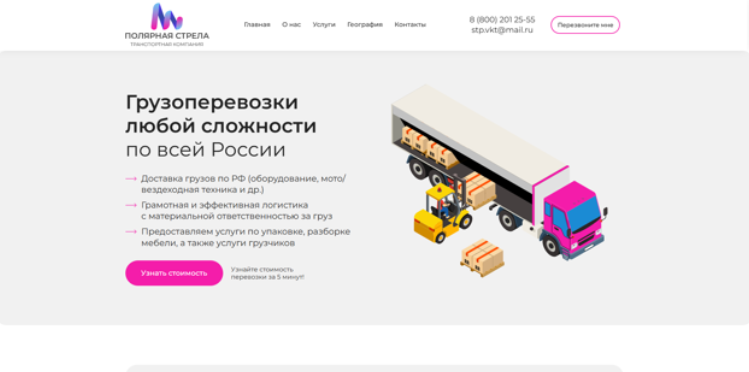 ПОЛЯРНАЯ СТРЕЛА
ТРАНСПОРТНАЯ КОМПАНИЯ
Главная О нас Услуги География Контакты
8 (800) 201 25-55
stp.vkt@mail.ru
Перезвоните мне
Грузоперевозки
любой сложности
по всей России
Доставка грузов по РФ (оборудование, мото/
вездеходная техника и др.)
Грамотная и эффективная логистика
с материальной ответственностью за груз
Предоставляем услуги по упаковке, разборке
мебели, а также услуги грузчиков
Узнать стоимость
Узнайте стоимость
перевозки за 5 минут!